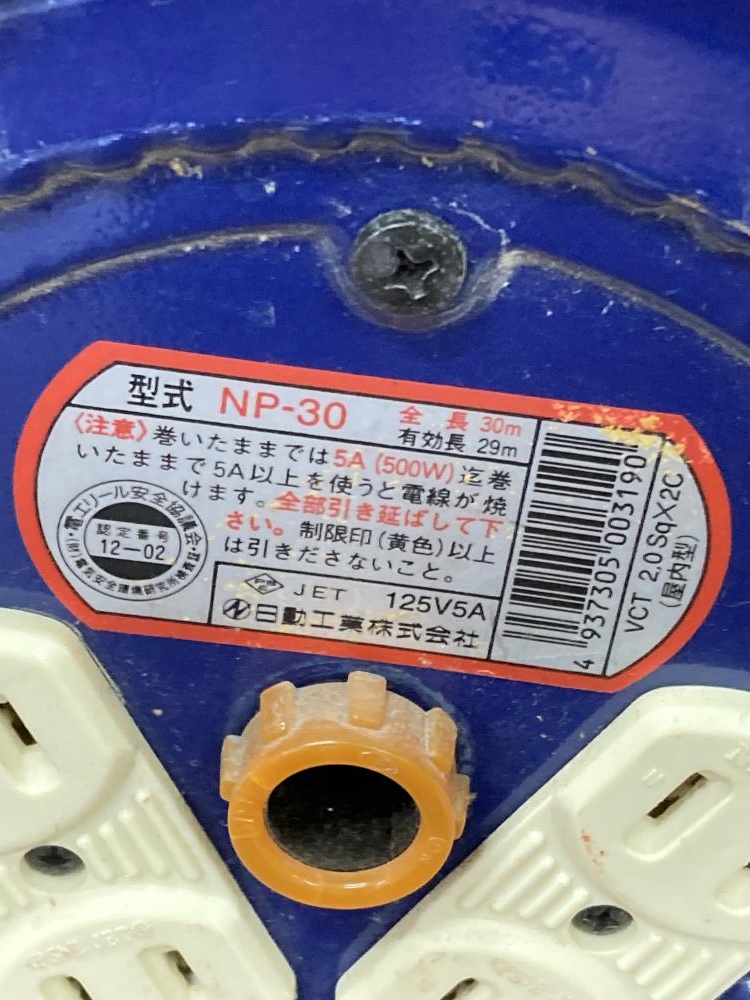 型式 NP-30
全長 30m
有効長 29m
〈注意〉巻いたままでは5A(500W)迄巻
いたままで5A以上を使うと電線が焼
けます。全部引き延ばして下
さい。制限印(黄色)以上
は引きださないこと。
電エリール安全協議会
認定番号
12-02
JET 125V5A
日動工業株式会社
4 937305 003190
VCT 2.0SqX2C
(屋内型)